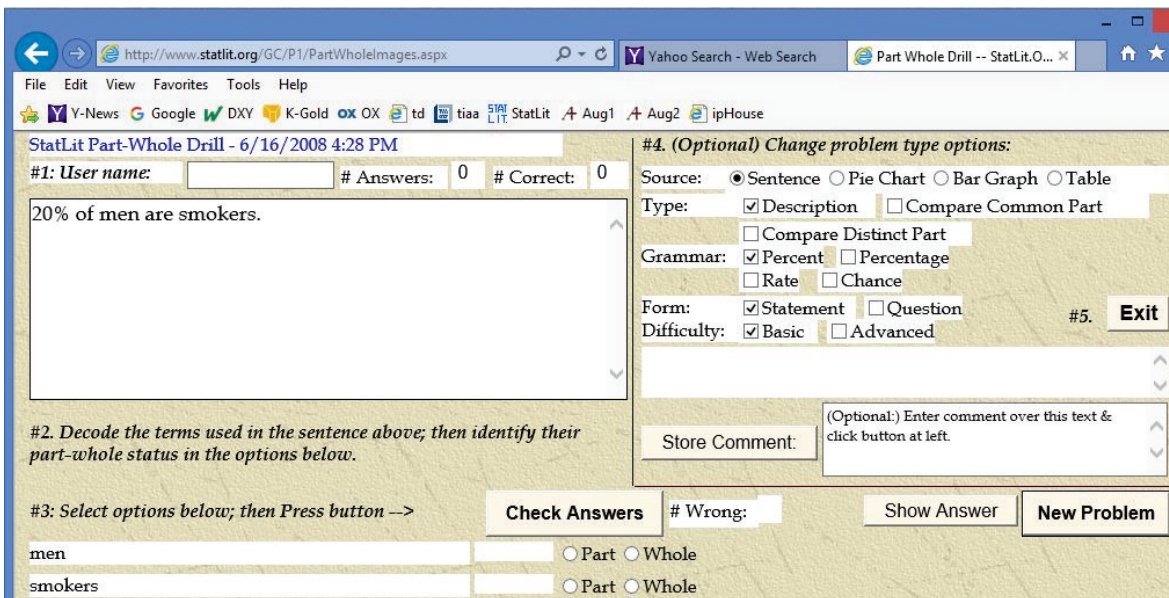 http://www.statlit.org/GC/P1/PartWholeImages.aspx
Yahoo Search - Web Search
Part Whole Drill -- StatLit.O...
File Edit View Favorites Tools Help
Y-News Google DXY K-Gold OX OX td tiaa STAT LIT StatLit Aug1 Aug2 ipHouse
StatLit Part-Whole Drill - 6/16/2008 4:28 PM
#1: User name: # Answers: 0 # Correct: 0
20% of men are smokers.
#2. Decode the terms used in the sentence above; then identify their
part-whole status in the options below.
#4. (Optional) Change problem type options:
Source: Sentence Pie Chart Bar Graph Table
Type: Description Compare Common Part
Compare Distinct Part
Grammar: Percent Percentage
Rate Chance
Form: Statement Question
#5. Exit
Difficulty: Basic Advanced
Store Comment:
(Optional:) Enter comment over this text &
click button at left.
#3: Select options below; then Press button --> Check Answers # Wrong: Show Answer New Problem
men Part Whole
smokers Part Whole